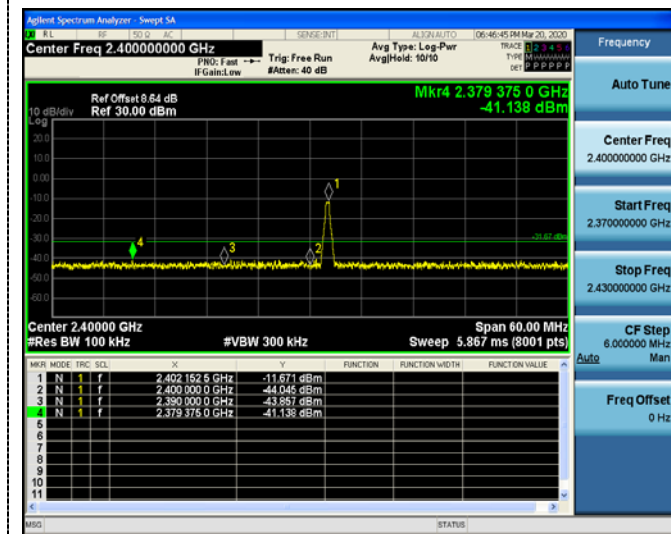 Agilent Spectrum Analyzer - Swept SA
RL RF 50 Ω AC SENSE:INT ALIGN AUTO 06:46:45 PM Mar 20, 2020
Center Freq 2.400000000 GHz
PNO: Fast
IFGain:Low
Trig: Free Run
#Atten: 40 dB
Avg Type: Log-Pwr
Avg|Hold: 10/10
TRACE 1 2 3 4 5 6
TYPE
DET P P P P P P
Mkr4 2.379 375 0 GHz
-41.138 dBm
Ref Offset 8.64 dB
10 dB/div Ref 30.00 dBm
Log
20.0
10.0
0.00
-10.0
-20.0
-30.0
-40.0
-50.0
-60.0
1
2
3
4
-31.67 dBm
Center 2.40000 GHz Span 60.00 MHz
#Res BW 100 kHz #VBW 300 kHz Sweep 5.867 ms (8001 pts)
MKR MODE TRC SCL X Y FUNCTION FUNCTION WIDTH FUNCTION VALUE
1 N 1 f 2.402 152 5 GHz -11.671 dBm
2 N 1 f 2.400 000 0 GHz -44.045 dBm
3 N 1 f 2.390 000 0 GHz -43.857 dBm
4 N 1 f 2.379 375 0 GHz -41.138 dBm
5
6
7
8
9
10
11
MSG STATUS
Frequency
Auto Tune
Center Freq
2.400000000 GHz
Start Freq
2.370000000 GHz
Stop Freq
2.430000000 GHz
CF Step
6.000000 MHz
Auto Man
Freq Offset
0 Hz